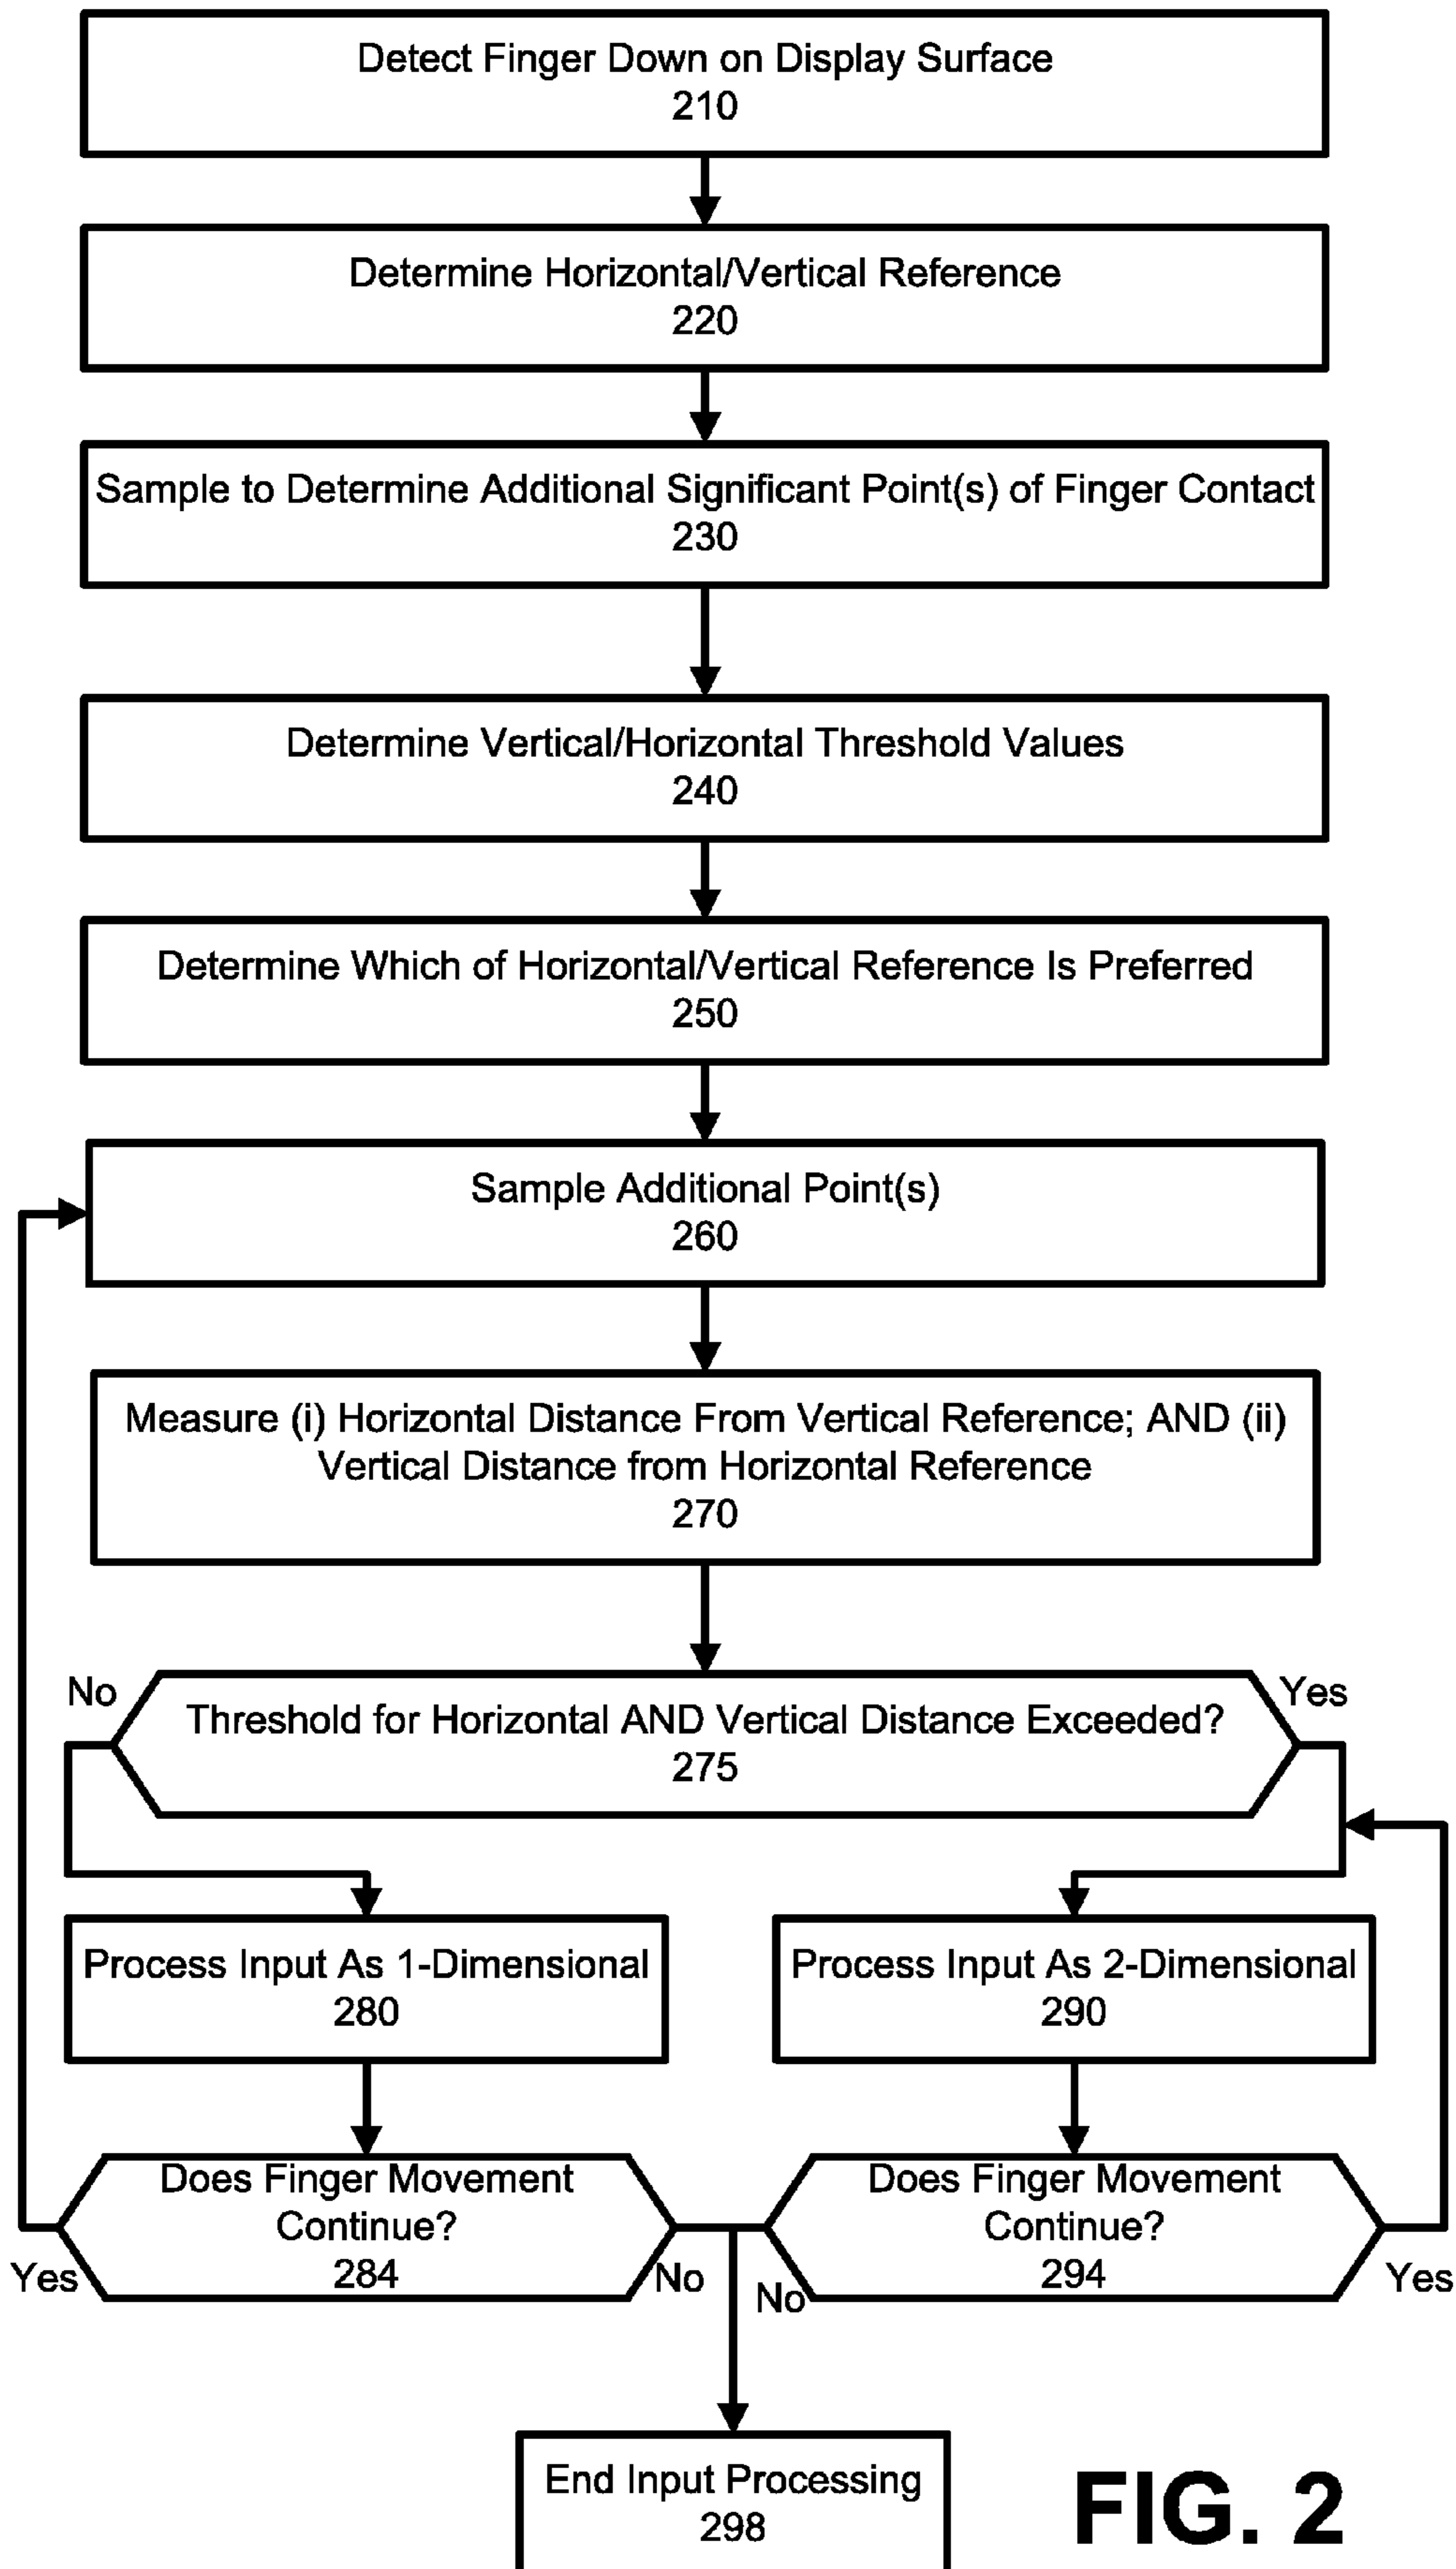 Detect Finger Down on Display Surface
210
Determine Horizontal/Vertical Reference
220
Sample to Determine Additional Significant Point(s) of Finger Contact
230
Determine Vertical/Horizontal Threshold Values
240
Determine Which of Horizontal/Vertical Reference Is Preferred
250
Sample Additional Point(s)
260
Measure (i) Horizontal Distance From Vertical Reference; AND (ii)
Vertical Distance from Horizontal Reference
270
No
Yes
Threshold for Horizontal AND Vertical Distance Exceeded?
275
Process Input As 1-Dimensional
280
Process Input As 2-Dimensional
290
Does Finger Movement
Continue?
284
Yes
No
Does Finger Movement
Continue?
294
No
Yes
End Input Processing
298
FIG. 2